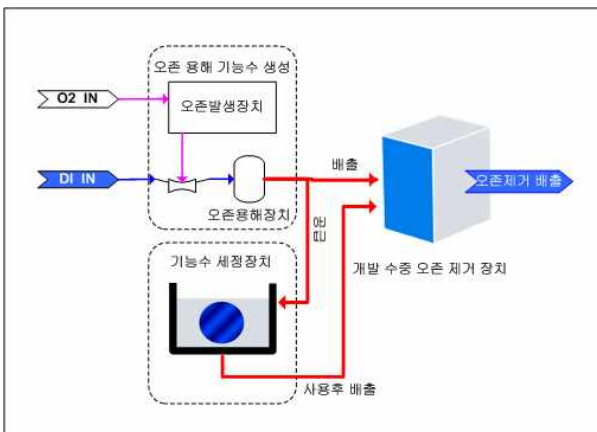 오존 용해 기능수 생성
O2 IN
오존발생장치
배출
DI IN
오존제거 배출
오존용해장치
공급
기능수 세정장치
개발 수중 오존 제거 장치
사용후 배출